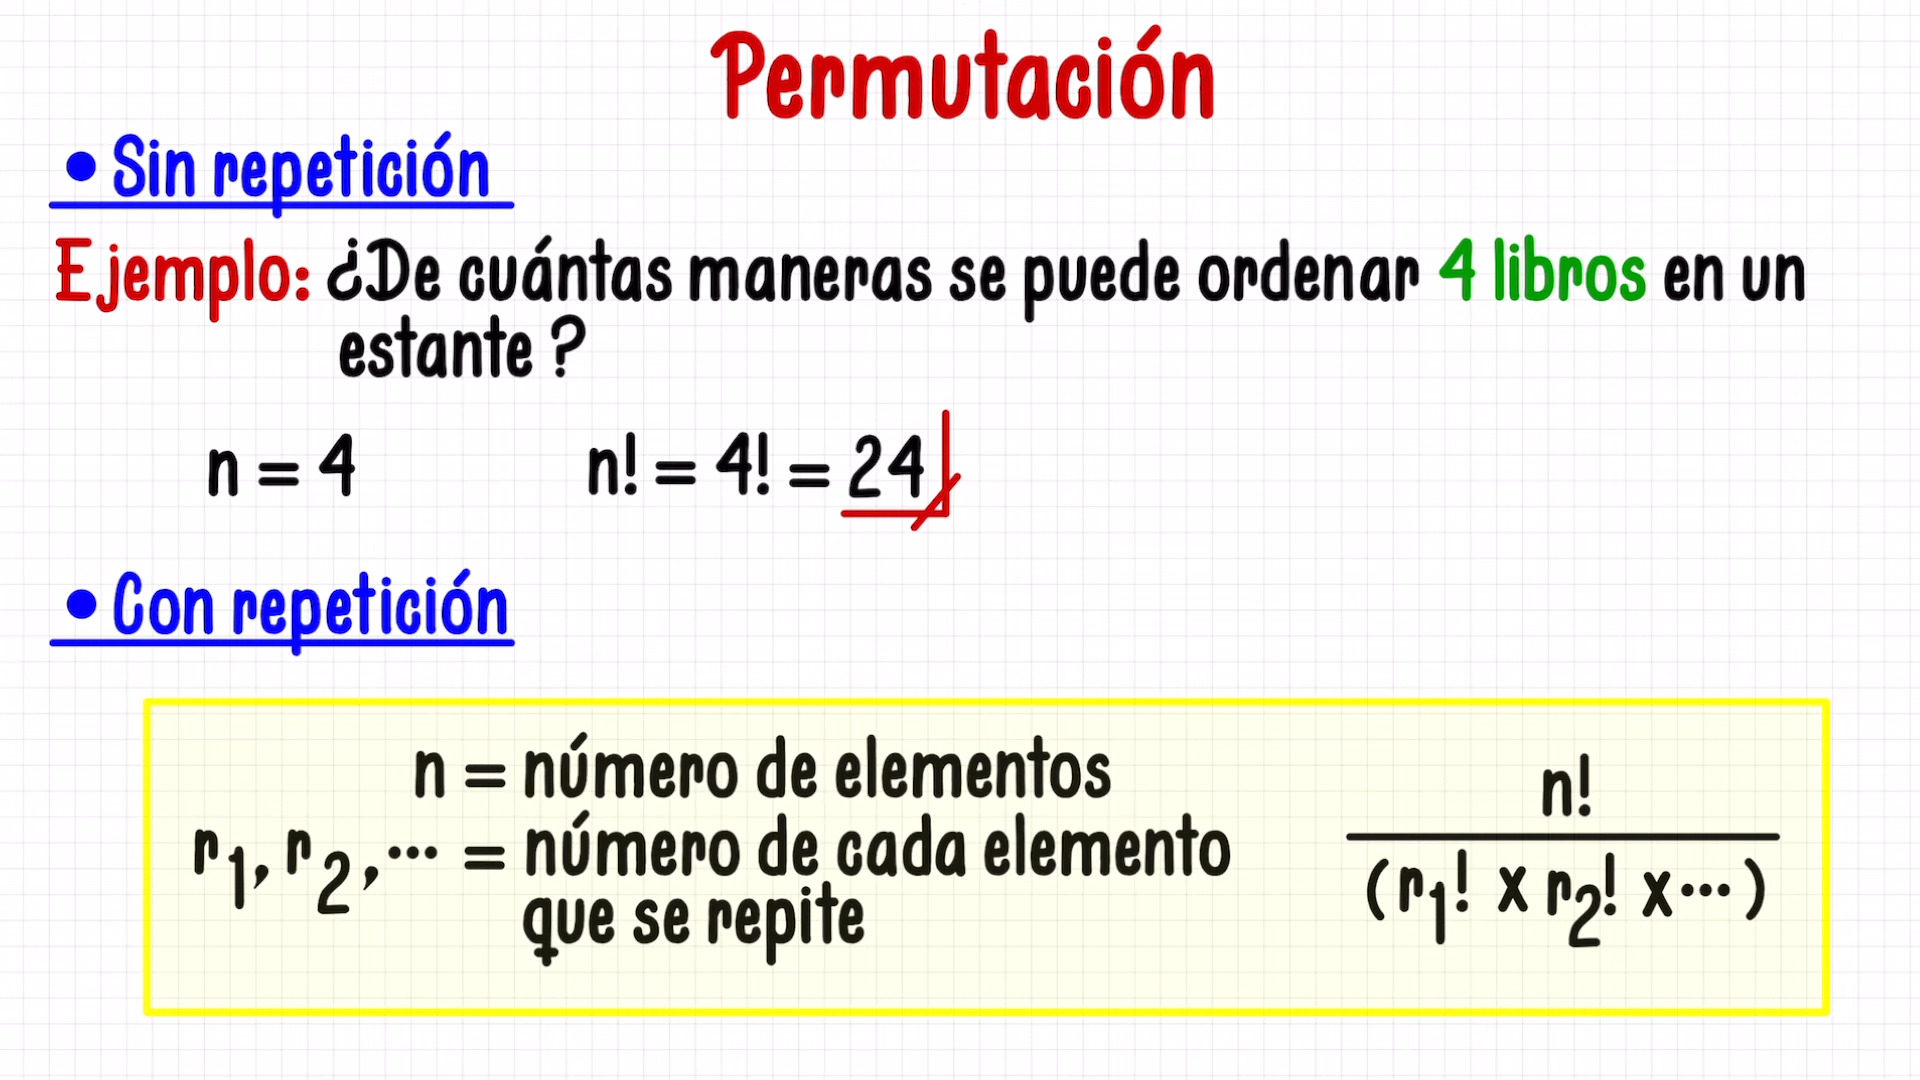 Permutación
• Sin repetición
Ejemplo: ¿De cuántas maneras se puede ordenar 4 libros en un
estante ?
n = 4 n! = 4! = 24
• Con repetición
n = número de elementos
r₁, r₂, ... = número de cada elemento
que se repite
n!
(r₁! x r₂! x ... )